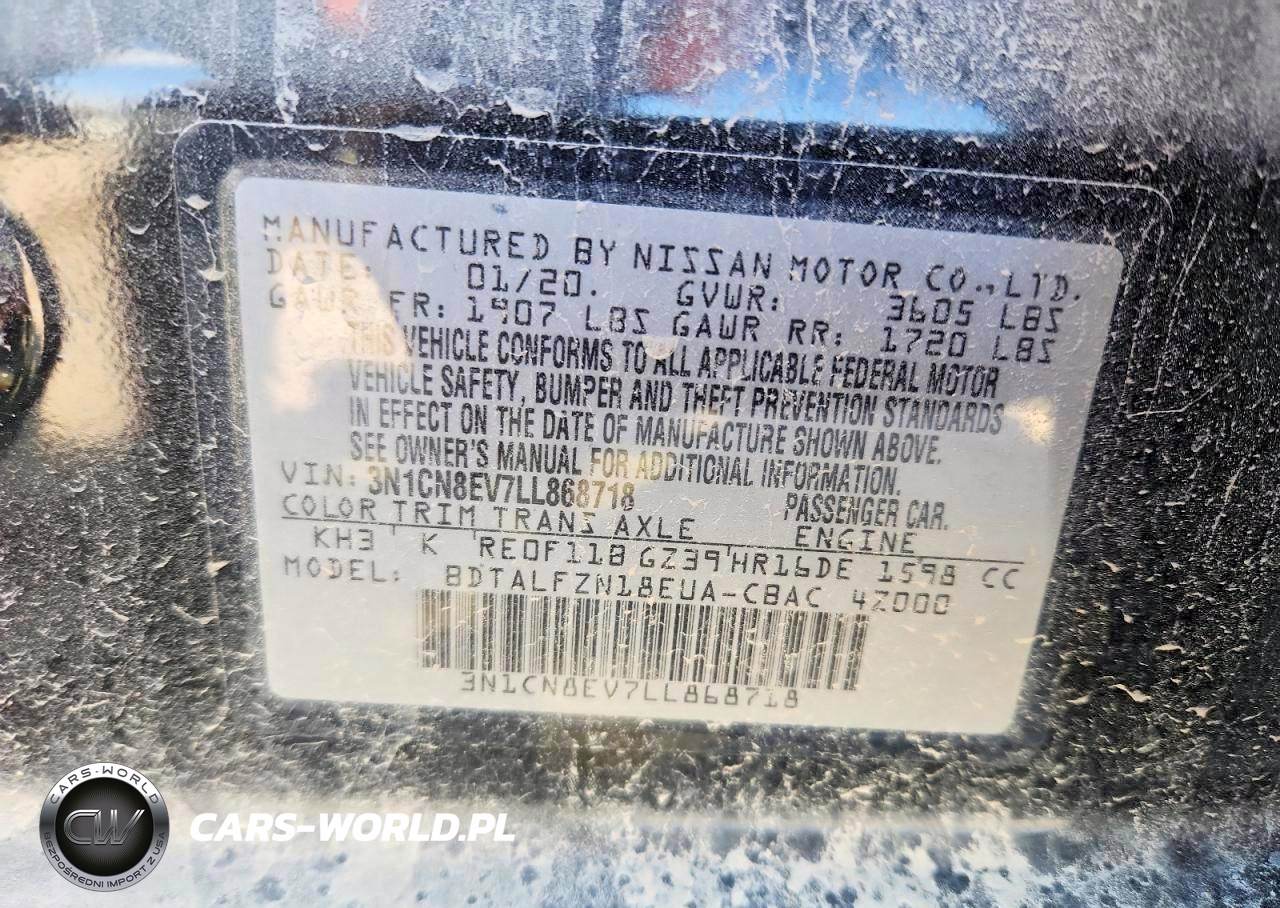 MANUFACTURED BY NISSAN MOTOR CO., LTD.
DATE: 01/20. GVWR: 3605 LBS
GAWR FR: 1907 LBS GAWR RR: 1720 LBS
THIS VEHICLE CONFORMS TO ALL APPLICABLE FEDERAL MOTOR
VEHICLE SAFETY, BUMPER AND THEFT PREVENTION STANDARDS
IN EFFECT ON THE DATE OF MANUFACTURE SHOWN ABOVE.
SEE OWNER'S MANUAL FOR ADDITIONAL INFORMATION.
VIN: 3N1CN8EV7LL868718 PASSENGER CAR.
COLOR TRIM TRANS AXLE ENGINE
KH3 K RE0F11B GZ39 HR16DE 1598 CC
MODEL: BDTALFZN18EUA-CBAC 4Z000
3N1CN8EV7LL868718
CARS-WORLD
CW
BEZPOŚREDNI IMPORT Z USA
CARS-WORLD.PL